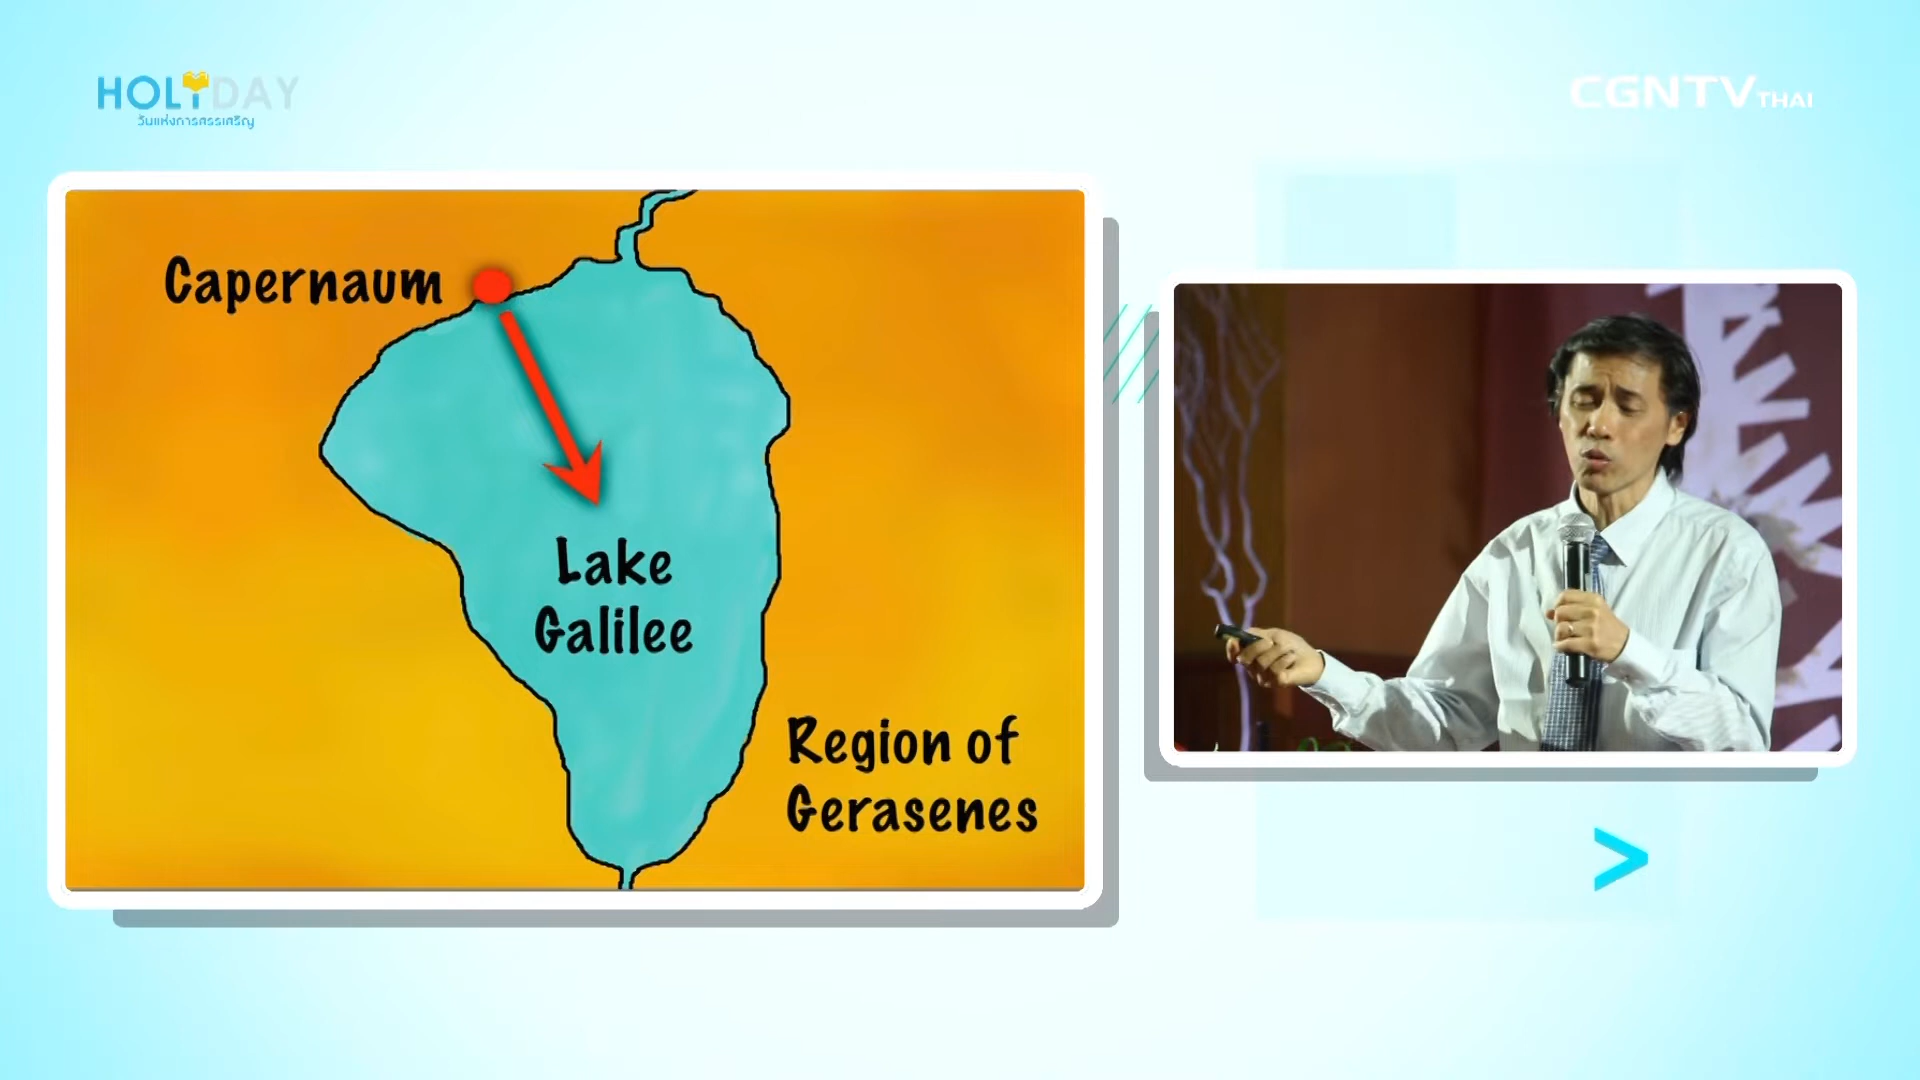 HOLYDAY
วันแห่งการสรรเสริญ
CGNTV THAI
Capernaum
Lake
Galilee
Region of
Gerasenes